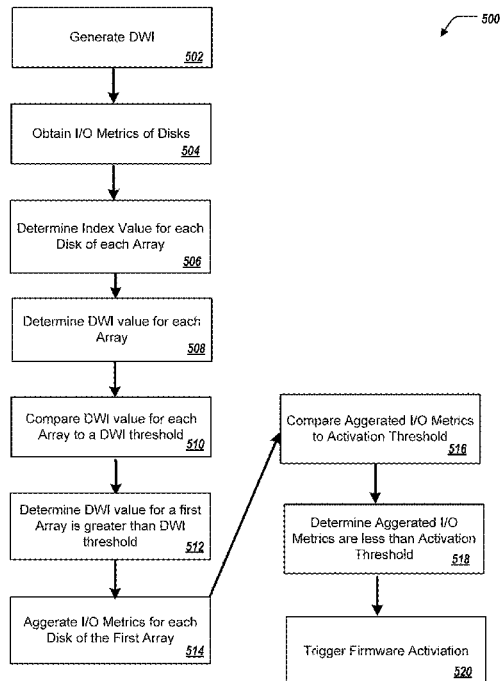 500
Generate DWI
502
Obtain I/O Metrics of Disks
504
Determine Index Value for each
Disk of each Array
506
Determine DWI value for each
Array
508
Compare DWI value for each
Array to a DWI threshold
510
Determine DWI value for a first
Array is greater than DWI
threshold
512
Aggerate I/O Metrics for each
Disk of the First Array
514
Compare Aggerated I/O Metrics
to Activation Threshold
516
Determine Aggerated I/O
Metrics are less than Activation
Threshold
518
Trigger Firmware Activiation
520